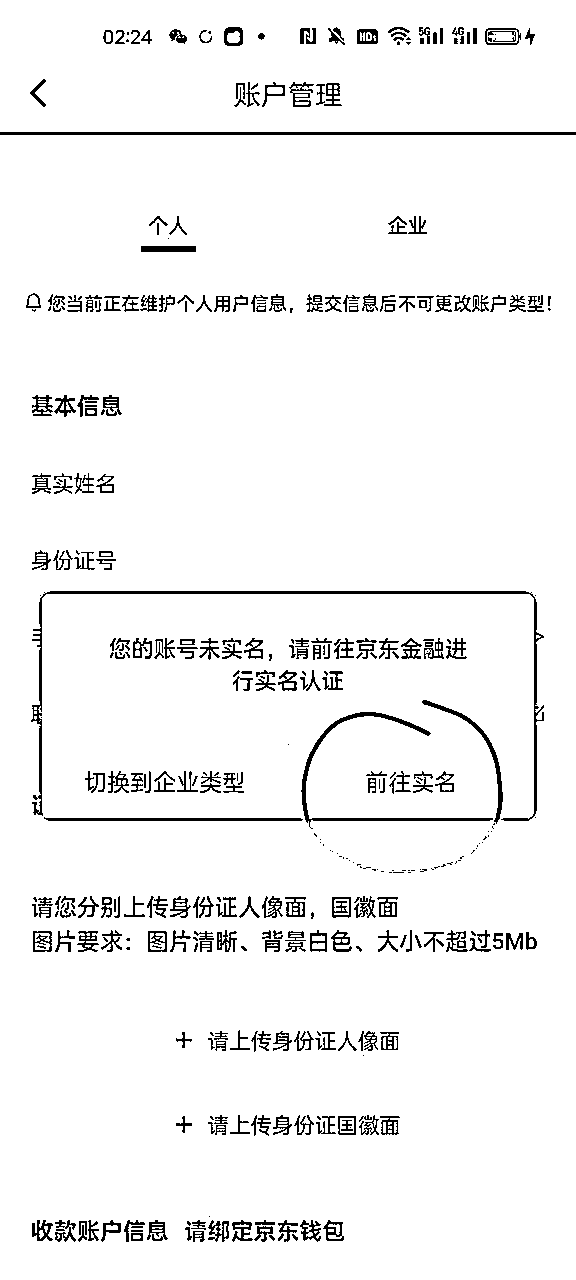 02:24 HD 5G 4G
账户管理
个人 企业
您当前正在维护个人用户信息，提交信息后不可更改账户类型！
基本信息
真实姓名
身份证号
您的账号未实名，请前往京东金融进
行实名认证
切换到企业类型 前往实名
请您分别上传身份证人像面，国徽面
图片要求：图片清晰、背景白色、大小不超过5Mb
+ 请上传身份证人像面
+ 请上传身份证国徽面
收款账户信息 请绑定京东钱包